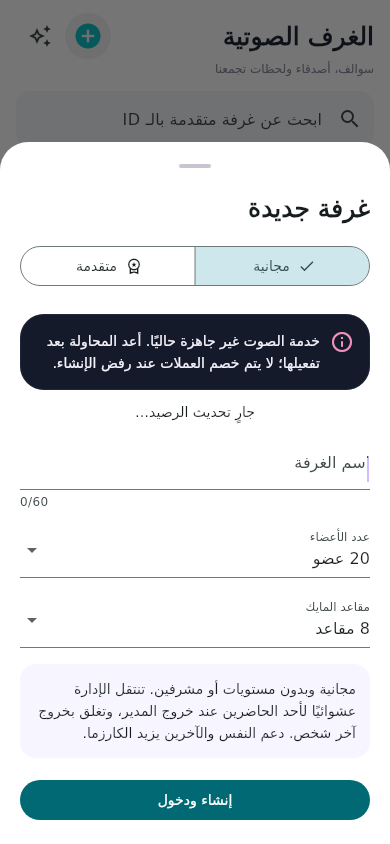 الغرف الصوتية
سوالف، أصدقاء ولحظات تجمعنا
ابحث عن غرفة متقدمة بالـ ID
غرفة جديدة
مجانية
متقدمة
خدمة الصوت غير جاهزة حاليًا. أعد المحاولة بعد
تفعيلها؛ لا يتم خصم العملات عند رفض الإنشاء.
جارٍ تحديث الرصيد...
اسم الغرفة
0/60
عدد الأعضاء
20 عضو
مقاعد المايك
8 مقاعد
مجانية وبدون مستويات أو مشرفين. تنتقل الإدارة
عشوائيًا لأحد الحاضرين عند خروج المدير، وتغلق بخروج
آخر شخص. دعم النفس والآخرين يزيد الكارزما.
إنشاء ودخول